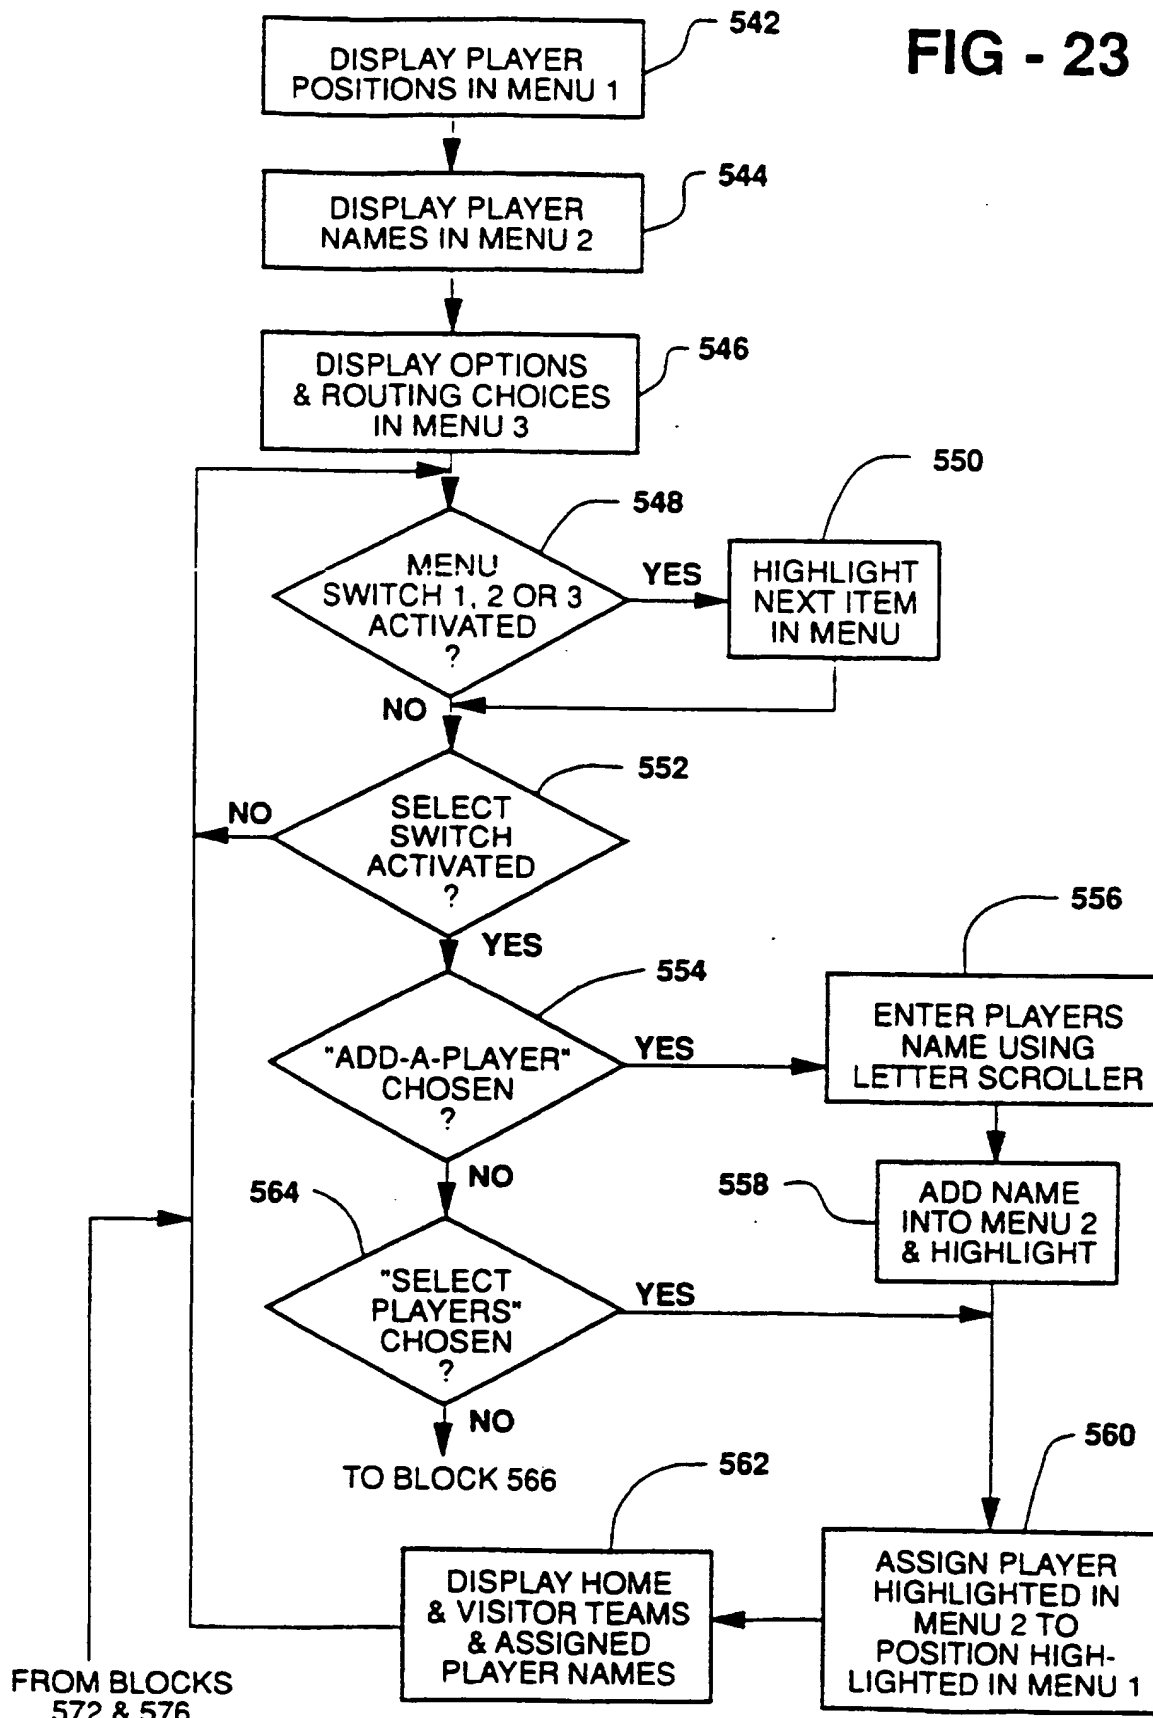 542
FIG - 23
DISPLAY PLAYER
POSITIONS IN MENU 1
544
DISPLAY PLAYER
NAMES IN MENU 2
546
DISPLAY OPTIONS
& ROUTING CHOICES
IN MENU 3
550
548
MENU
SWITCH 1, 2 OR 3
ACTIVATED
?
YES
HIGHLIGHT
NEXT ITEM
IN MENU
NO
552
NO
SELECT
SWITCH
ACTIVATED
?
YES
556
554
"ADD-A-PLAYER"
CHOSEN
?
YES
ENTER PLAYERS
NAME USING
LETTER SCROLLER
NO
558
ADD NAME
INTO MENU 2
& HIGHLIGHT
564
"SELECT
PLAYERS"
CHOSEN
?
YES
NO
TO BLOCK 566
560
562
DISPLAY HOME
& VISITOR TEAMS
& ASSIGNED
PLAYER NAMES
ASSIGN PLAYER
HIGHLIGHTED IN
MENU 2 TO
POSITION HIGH-
LIGHTED IN MENU 1
FROM BLOCKS
572 & 576